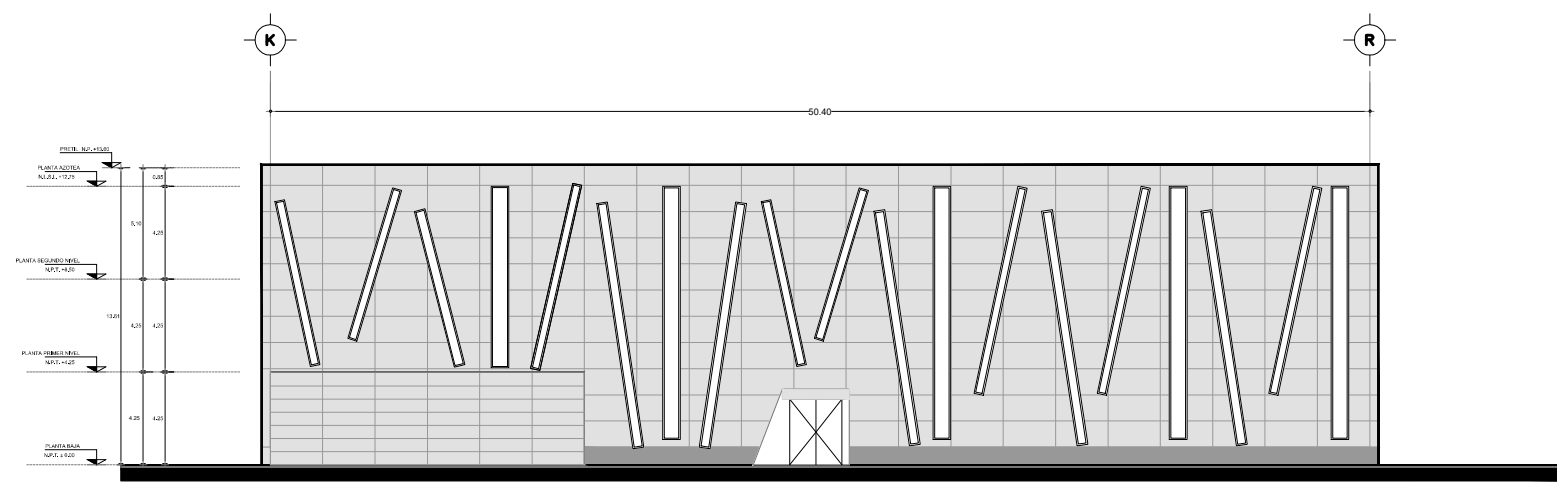 K
R
50.40
PRETIL N.P. +13.60
PLANTA AZOTEA
N.L.B.L. +12.75
0.85
5.10
4.25
PLANTA SEGUNDO NIVEL
N.P.T. +8.50
13.81
4.25
4.25
PLANTA PRIMER NIVEL
N.P.T. +4.25
4.25
4.25
PLANTA BAJA
N.P.T. ± 0.00